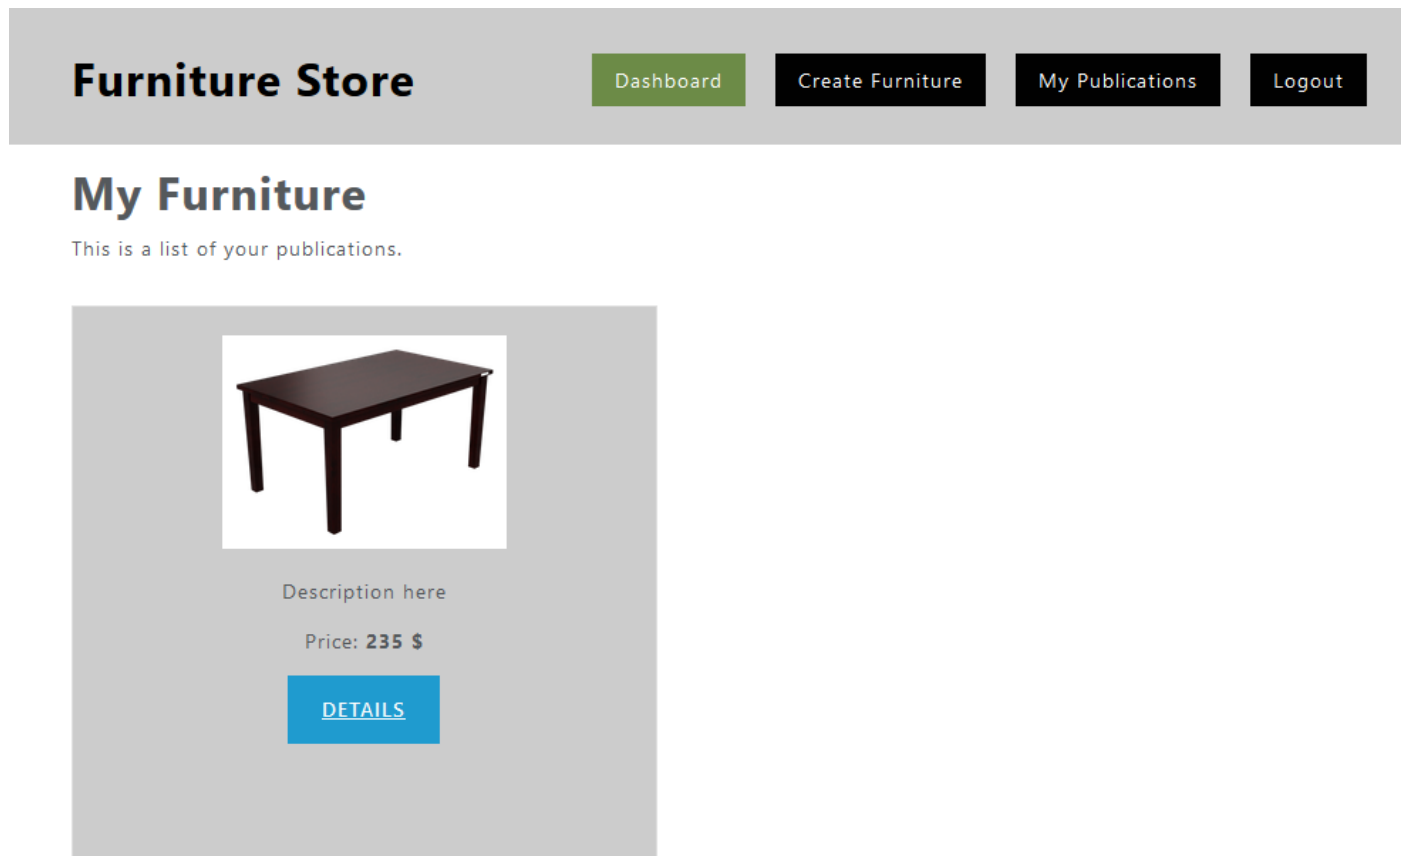 Furniture Store
Dashboard
Create Furniture
My Publications
Logout
My Furniture
This is a list of your publications.
Description here
Price: 235 $
DETAILS